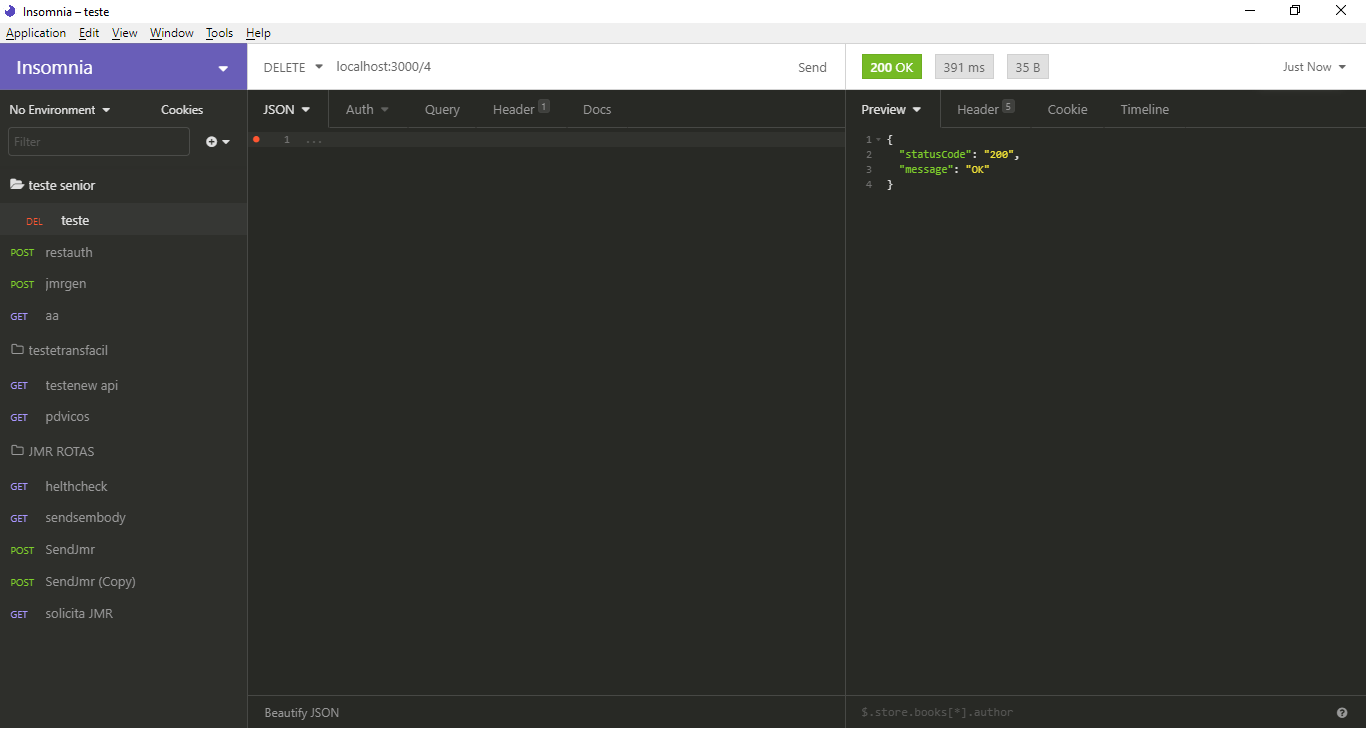 Insomnia – teste
Application Edit View Window Tools Help
Insomnia
DELETE localhost:3000/4 Send
200 OK 391 ms 35 B Just Now
No Environment Cookies
JSON Auth Query Header 1 Docs
Preview Header 5 Cookie Timeline
Filter
1 ...
1 {
2 "statusCode": "200",
3 "message": "OK"
4 }
teste senior
DEL teste
POST restauth
POST jmrgen
GET aa
testetransfacil
GET testenew api
GET pdvicos
JMR ROTAS
GET helthcheck
GET sendsembody
POST SendJmr
POST SendJmr (Copy)
GET solicita JMR
Beautify JSON
$.store.books[*].author